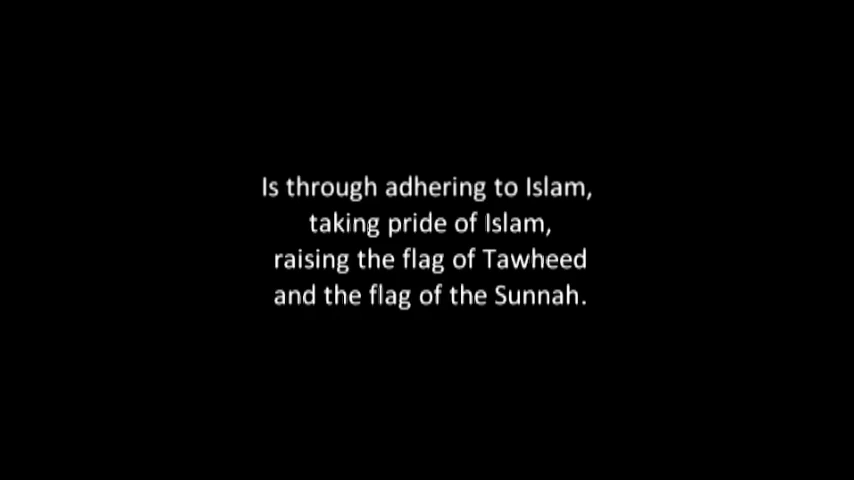 Is through adhering to Islam,
taking pride of Islam,
raising the flag of Tawheed
and the flag of the Sunnah.